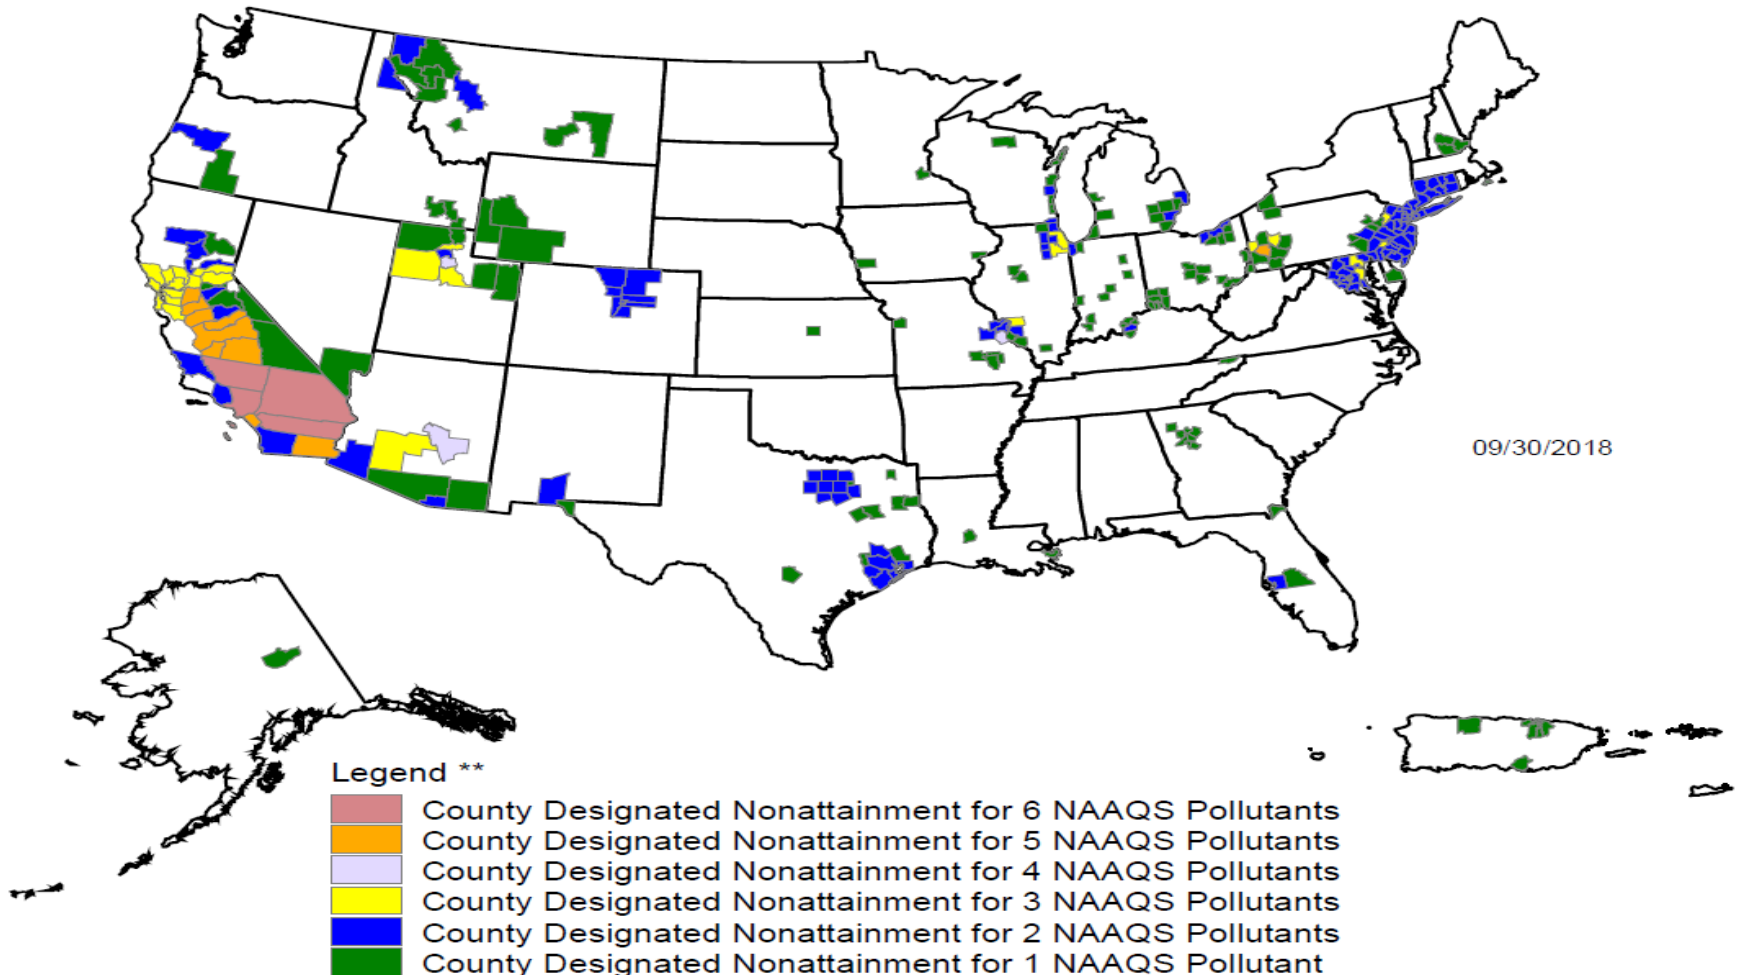 09/30/2018
Legend **
County Designated Nonattainment for 6 NAAQS Pollutants
County Designated Nonattainment for 5 NAAQS Pollutants
County Designated Nonattainment for 4 NAAQS Pollutants
County Designated Nonattainment for 3 NAAQS Pollutants
County Designated Nonattainment for 2 NAAQS Pollutants
County Designated Nonattainment for 1 NAAQS Pollutant